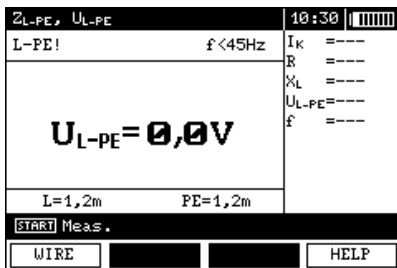 ZL-PE, UL-PE 10:30
L-PE! f<45Hz
IK =---
R =---
XL =---
UL-PE=---
f =---
UL-PE= 0,0V
L=1,2m PE=1,2m
START Meas.
WIRE HELP